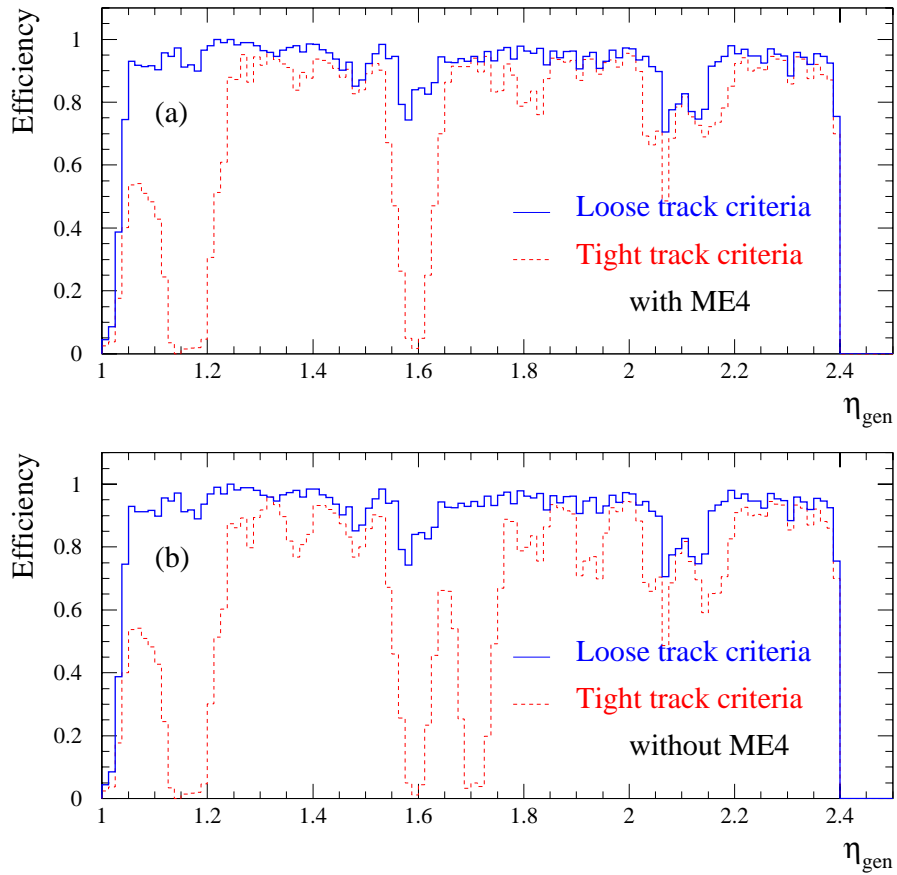 Efficiency
1
0.8
0.6
0.4
0.2
0
(a)
Loose track criteria
Tight track criteria
with ME4
1 1.2 1.4 1.6 1.8 2 2.2 2.4
ηgen
Efficiency
1
0.8
0.6
0.4
0.2
0
(b)
Loose track criteria
Tight track criteria
without ME4
1 1.2 1.4 1.6 1.8 2 2.2 2.4
ηgen